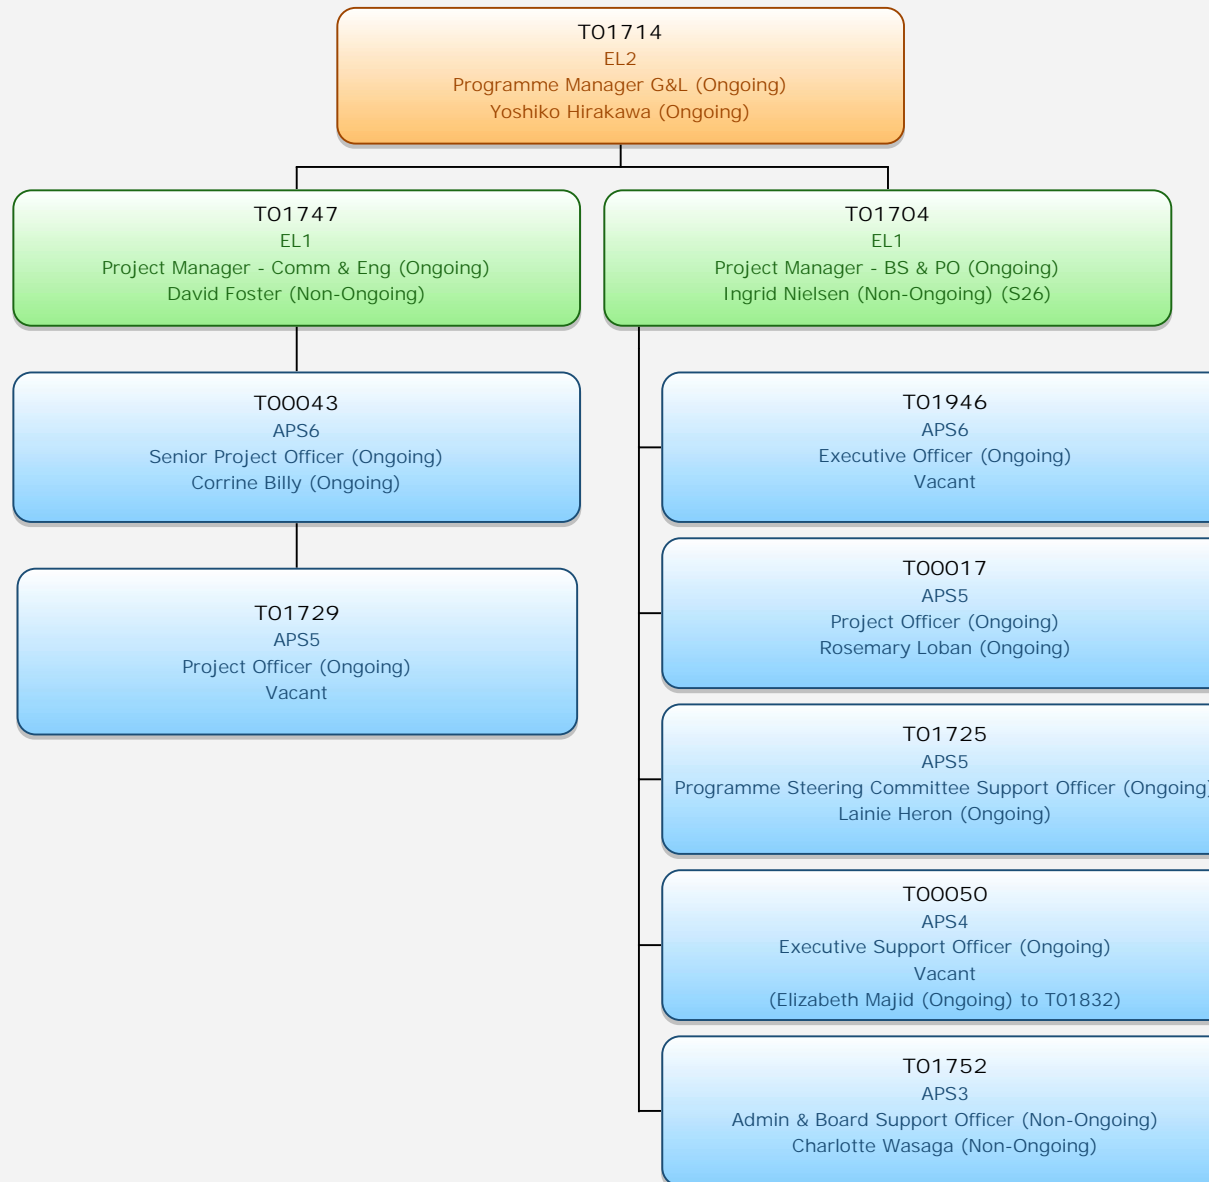 T01714
EL2
Programme Manager G&L (Ongoing)
Yoshiko Hirakawa (Ongoing)
T01747
EL1
Project Manager - Comm & Eng (Ongoing)
David Foster (Non-Ongoing)
T01704
EL1
Project Manager - BS & PO (Ongoing)
Ingrid Nielsen (Non-Ongoing) (S26)
T00043
APS6
Senior Project Officer (Ongoing)
Corrine Billy (Ongoing)
T01729
APS5
Project Officer (Ongoing)
Vacant
T01946
APS6
Executive Officer (Ongoing)
Vacant
T00017
APS5
Project Officer (Ongoing)
Rosemary Loban (Ongoing)
T01725
APS5
Programme Steering Committee Support Officer (Ongoing)
Lainie Heron (Ongoing)
T00050
APS4
Executive Support Officer (Ongoing)
Vacant
(Elizabeth Majid (Ongoing) to T01832)
T01752
APS3
Admin & Board Support Officer (Non-Ongoing)
Charlotte Wasaga (Non-Ongoing)